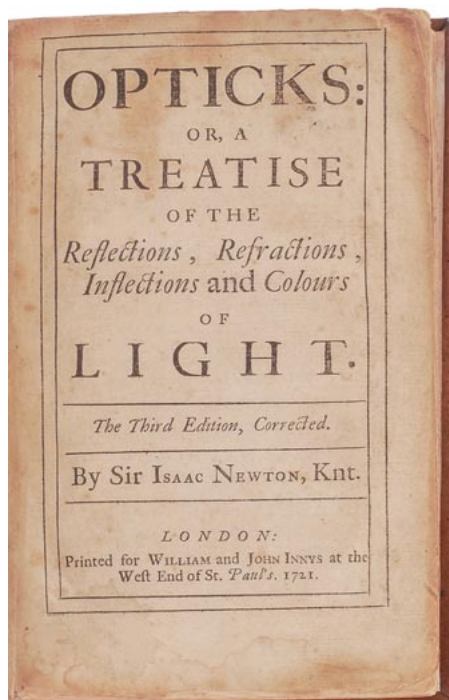 OPTICKS:
OR, A
TREATISE
OF THE
Reflections, Refractions,
Inflections and Colours
OF
LIGHT.
The Third Edition, Corrected.
By Sir ISAAC NEWTON, Knt.
LONDON:
Printed for WILLIAM and JOHN INNYS at the
Weſt End of St. Paul's. 1721.